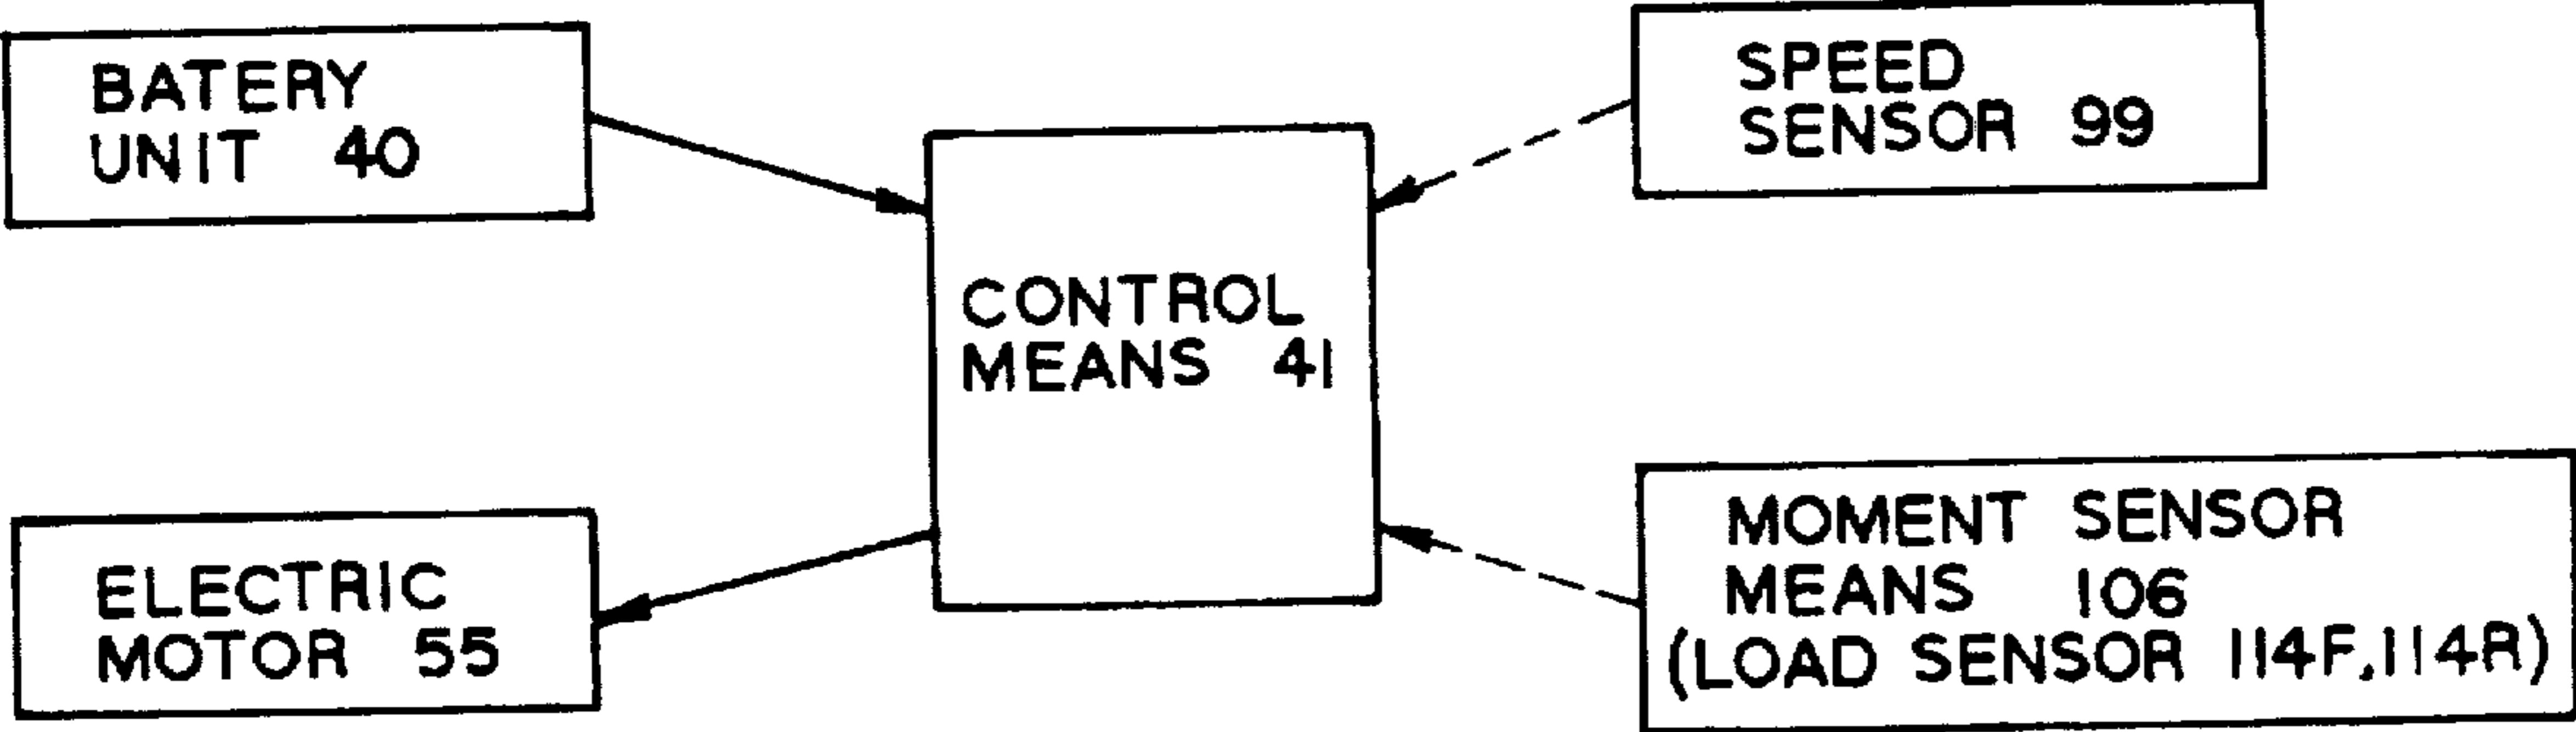 BATERY
UNIT 40
SPEED
SENSOR 99
CONTROL
MEANS 41
ELECTRIC
MOTOR 55
MOMENT SENSOR
MEANS 106
(LOAD SENSOR 114F,114R)